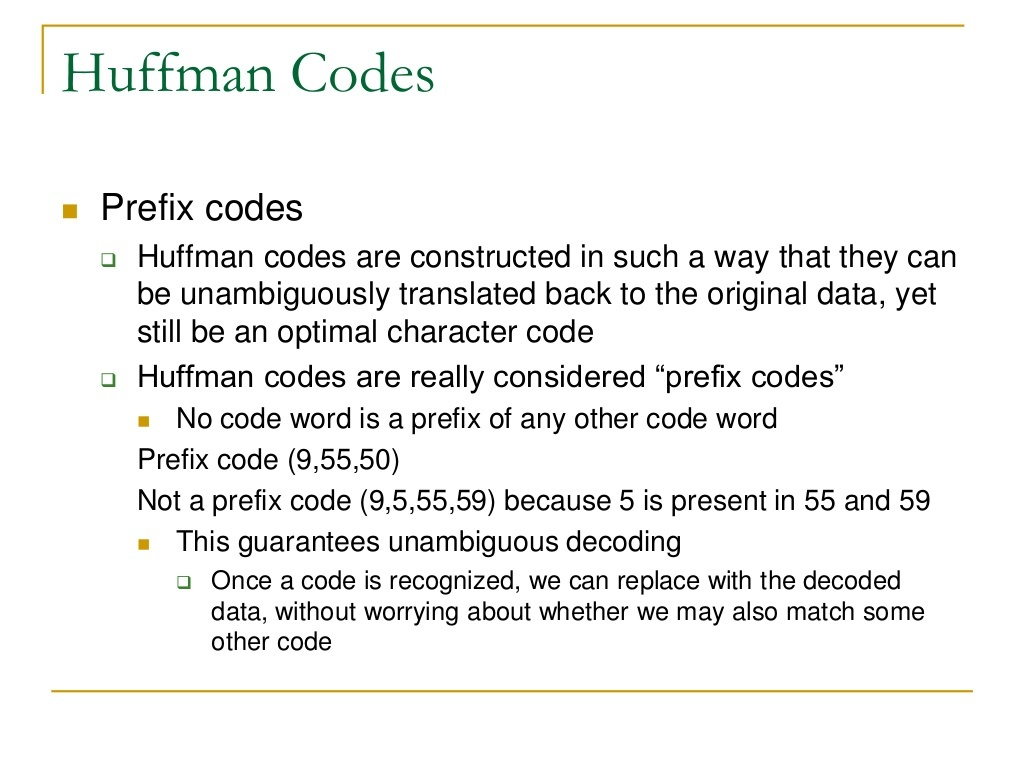 Huffman Codes
Prefix codes
Huffman codes are constructed in such a way that they can
be unambiguously translated back to the original data, yet
still be an optimal character code
Huffman codes are really considered “prefix codes”
No code word is a prefix of any other code word
Prefix code (9,55,50)
Not a prefix code (9,5,55,59) because 5 is present in 55 and 59
This guarantees unambiguous decoding
Once a code is recognized, we can replace with the decoded
data, without worrying about whether we may also match some
other code